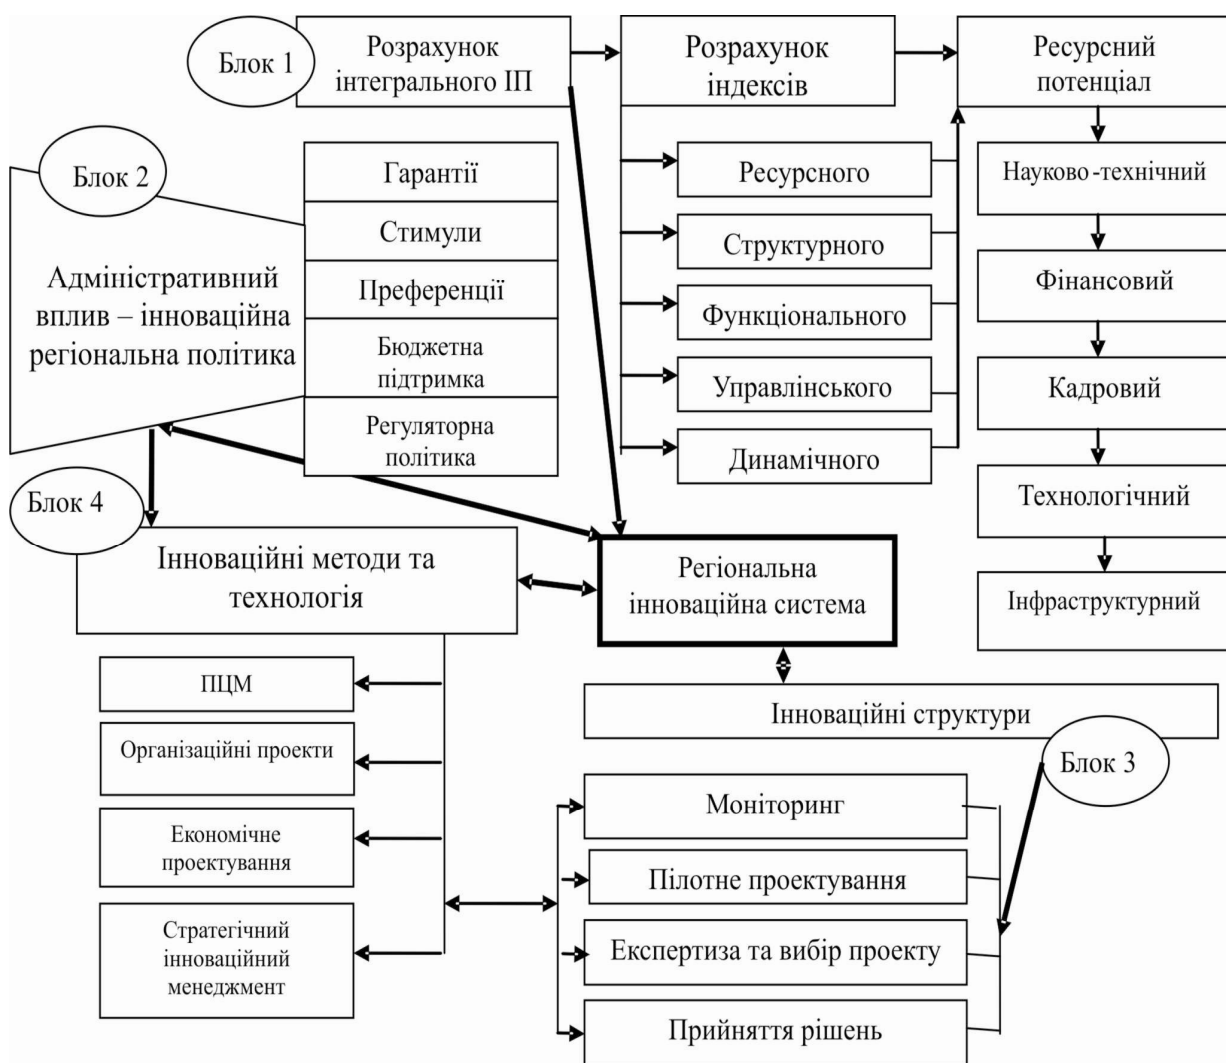 Блок 1
Розрахунок
інтегрального ІП
Розрахунок
індексів
Ресурсний
потенціал
Блок 2
Адміністративний
вплив – інноваційна
регіональна політика
Гарантії
Стимули
Преференції
Бюджетна
підтримка
Регуляторна
політика
Ресурсного
Структурного
Функціонального
Управлінського
Динамічного
Науково-технічний
Фінансовий
Кадровий
Технологічний
Інфраструктурний
Блок 4
Інноваційні методи та
технологія
Регіональна
інноваційна система
Інноваційні структури
Блок 3
ПЦМ
Організаційні проекти
Економічне
проектування
Стратегічний
інноваційний
менеджмент
Моніторинг
Пілотне проектування
Експертиза та вибір проекту
Прийняття рішень